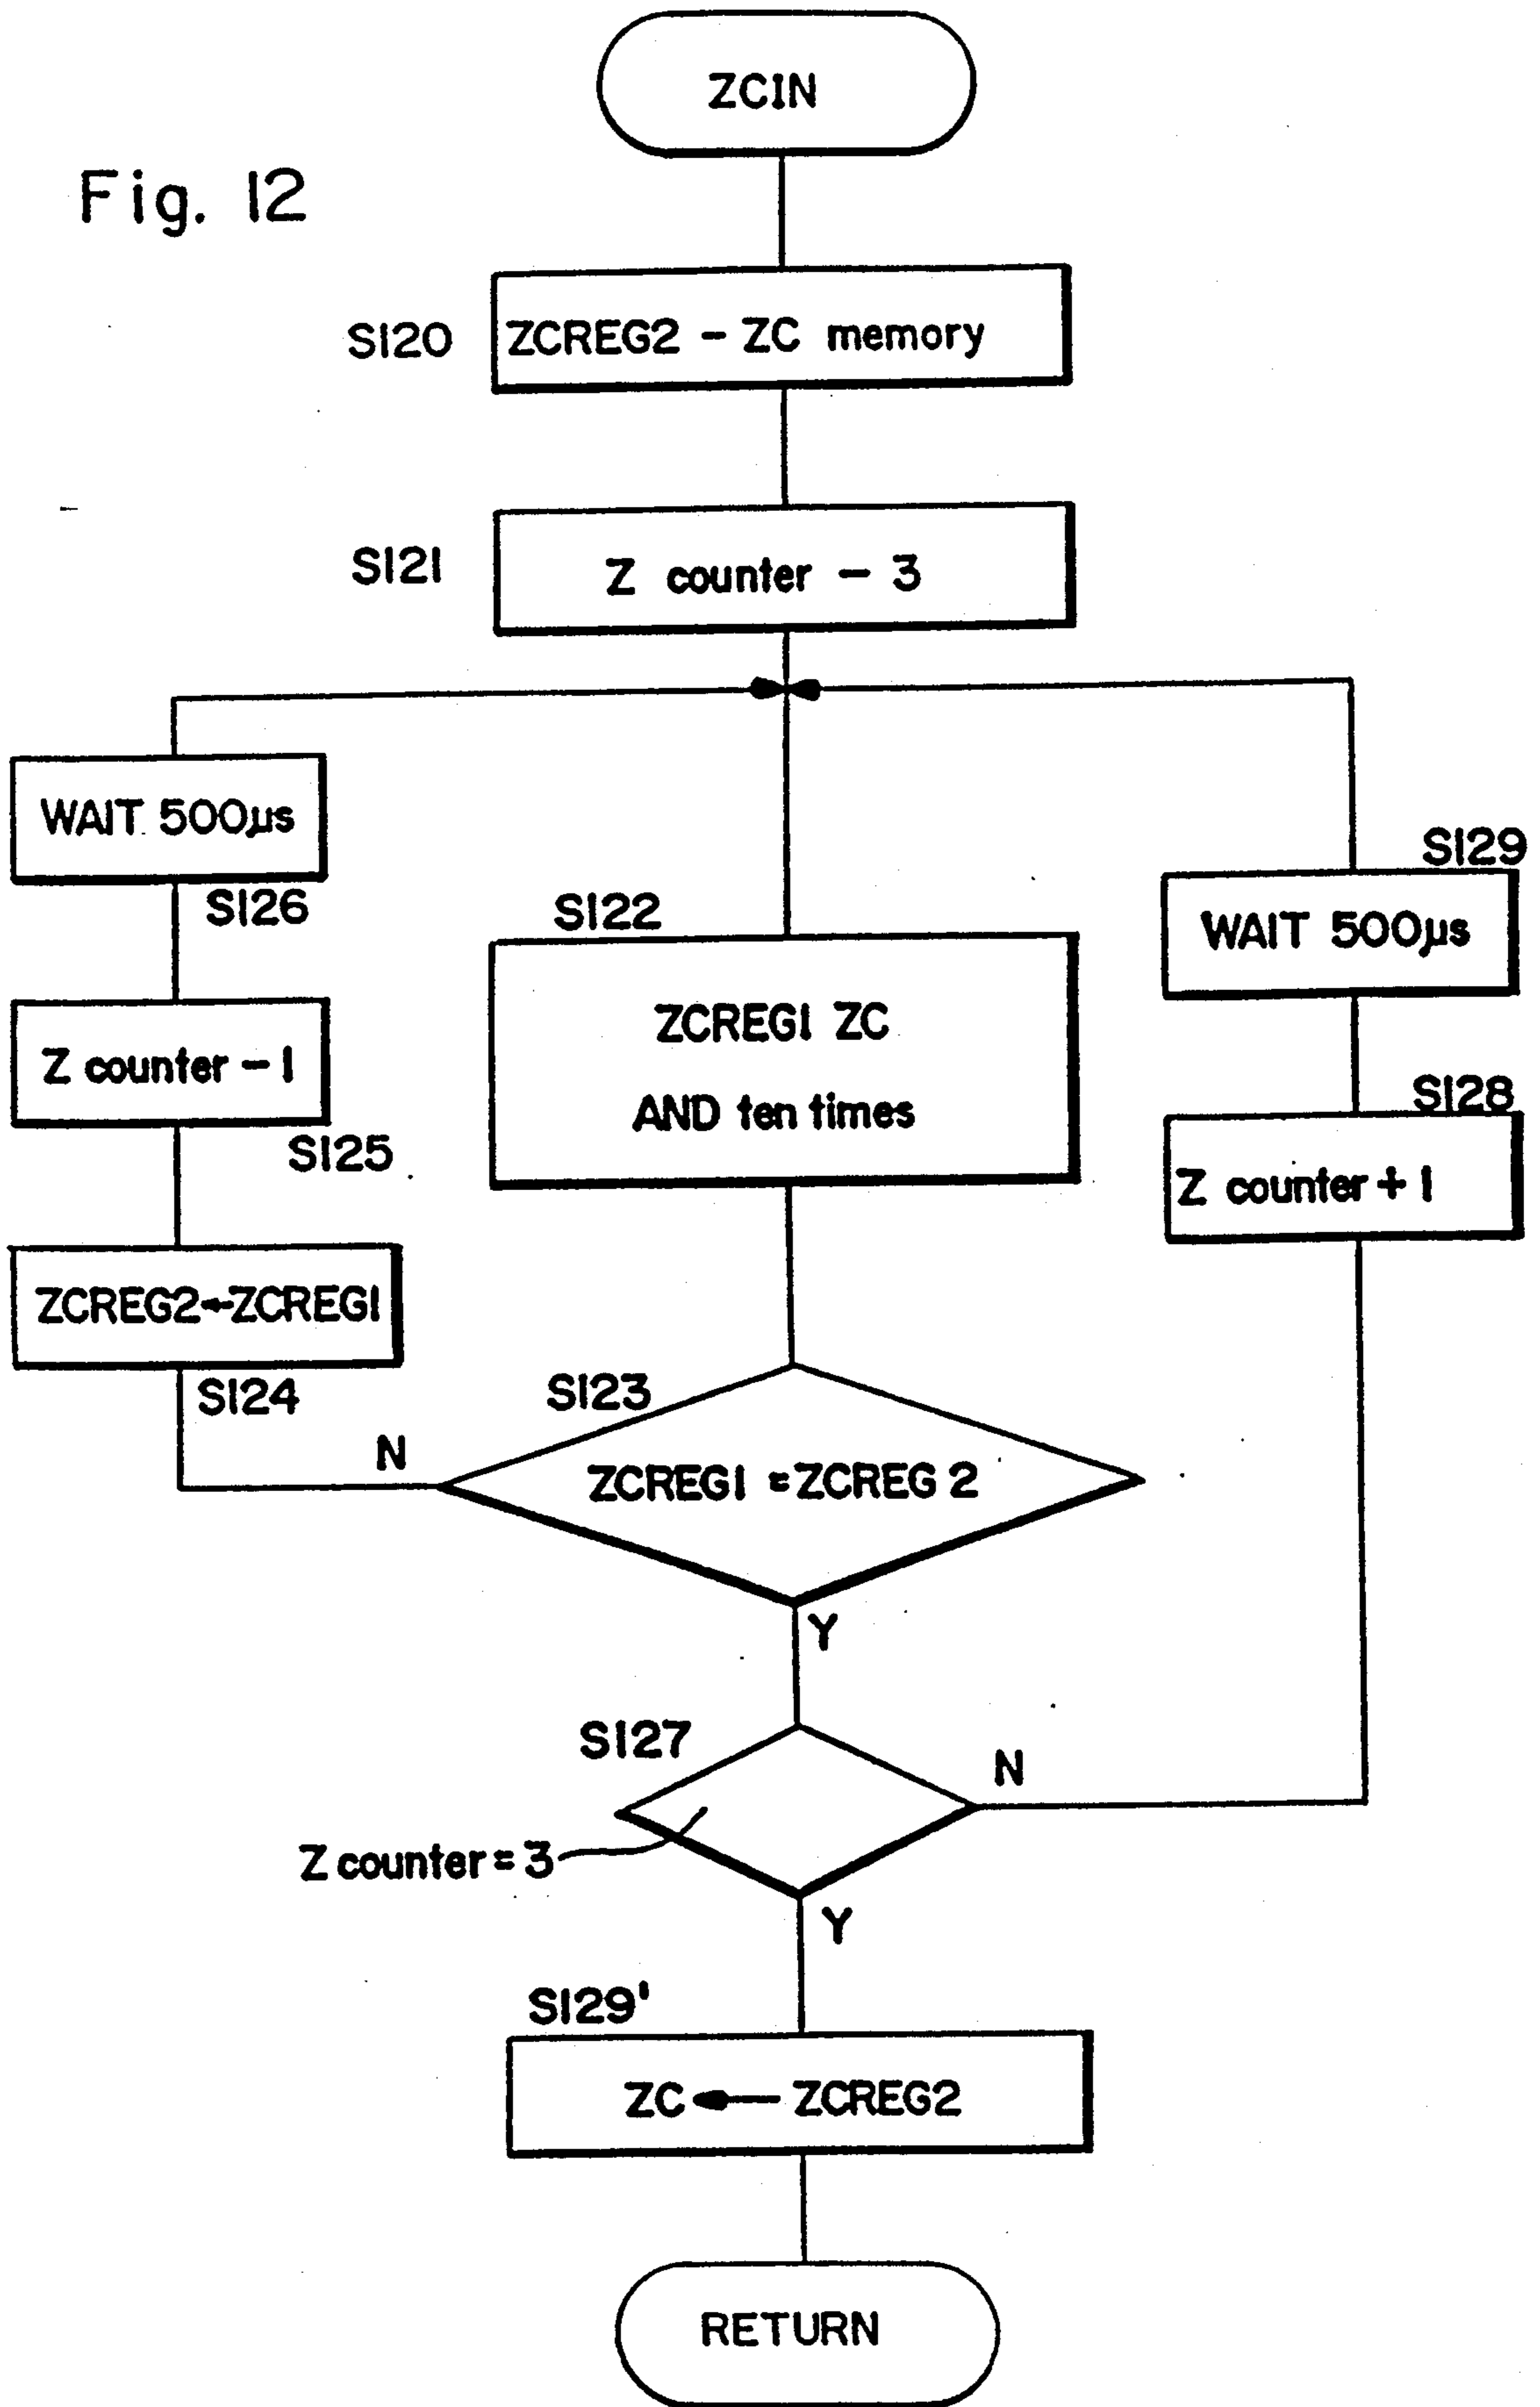 ZCIN
Fig. 12
S120
ZCREG2 - ZC memory
S121
Z counter - 3
WAIT 500µs
S126
S122
S129
WAIT 500µs
ZCREG1 ZC
AND ten times
Z counter - 1
S125
S128
Z counter + 1
ZCREG2←ZCREG1
S124
S123
N
ZCREG1 = ZCREG 2
Y
S127
N
Z counter = 3
Y
S129'
ZC ← ZCREG2
RETURN